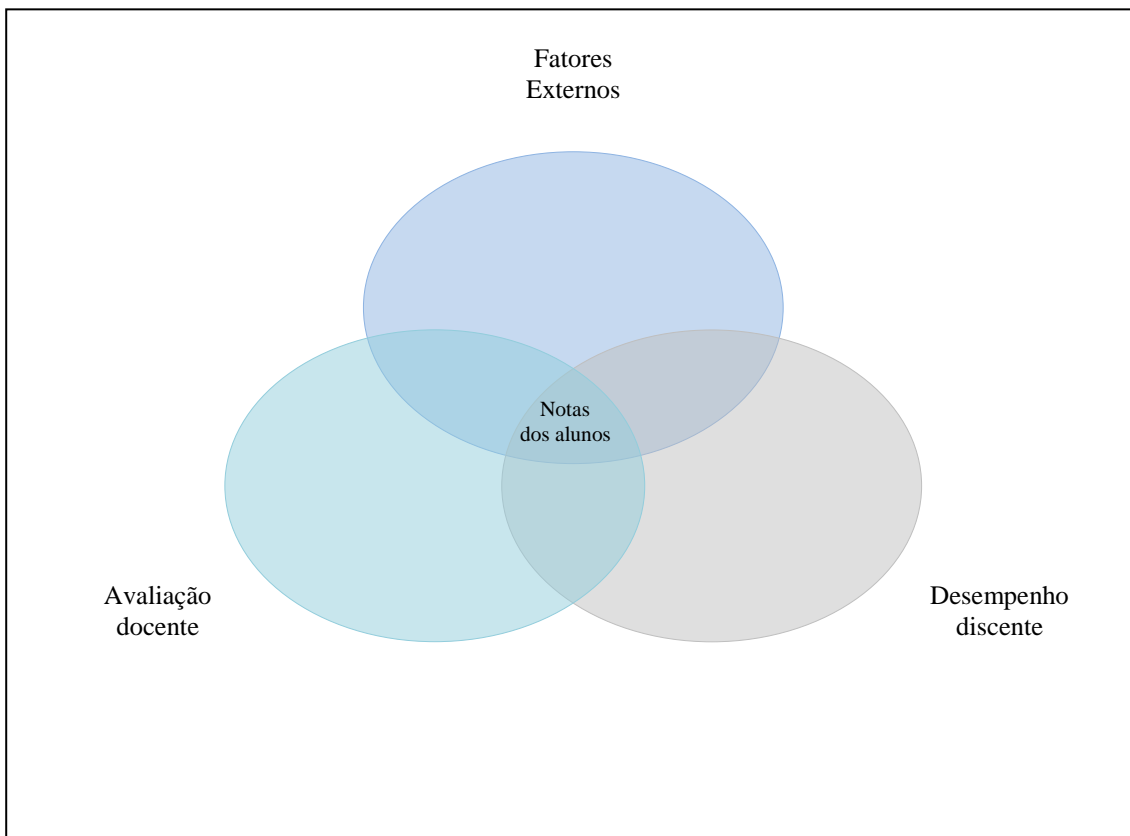 Fatores
Externos
Notas
dos alunos
Avaliação
docente
Desempenho
discente